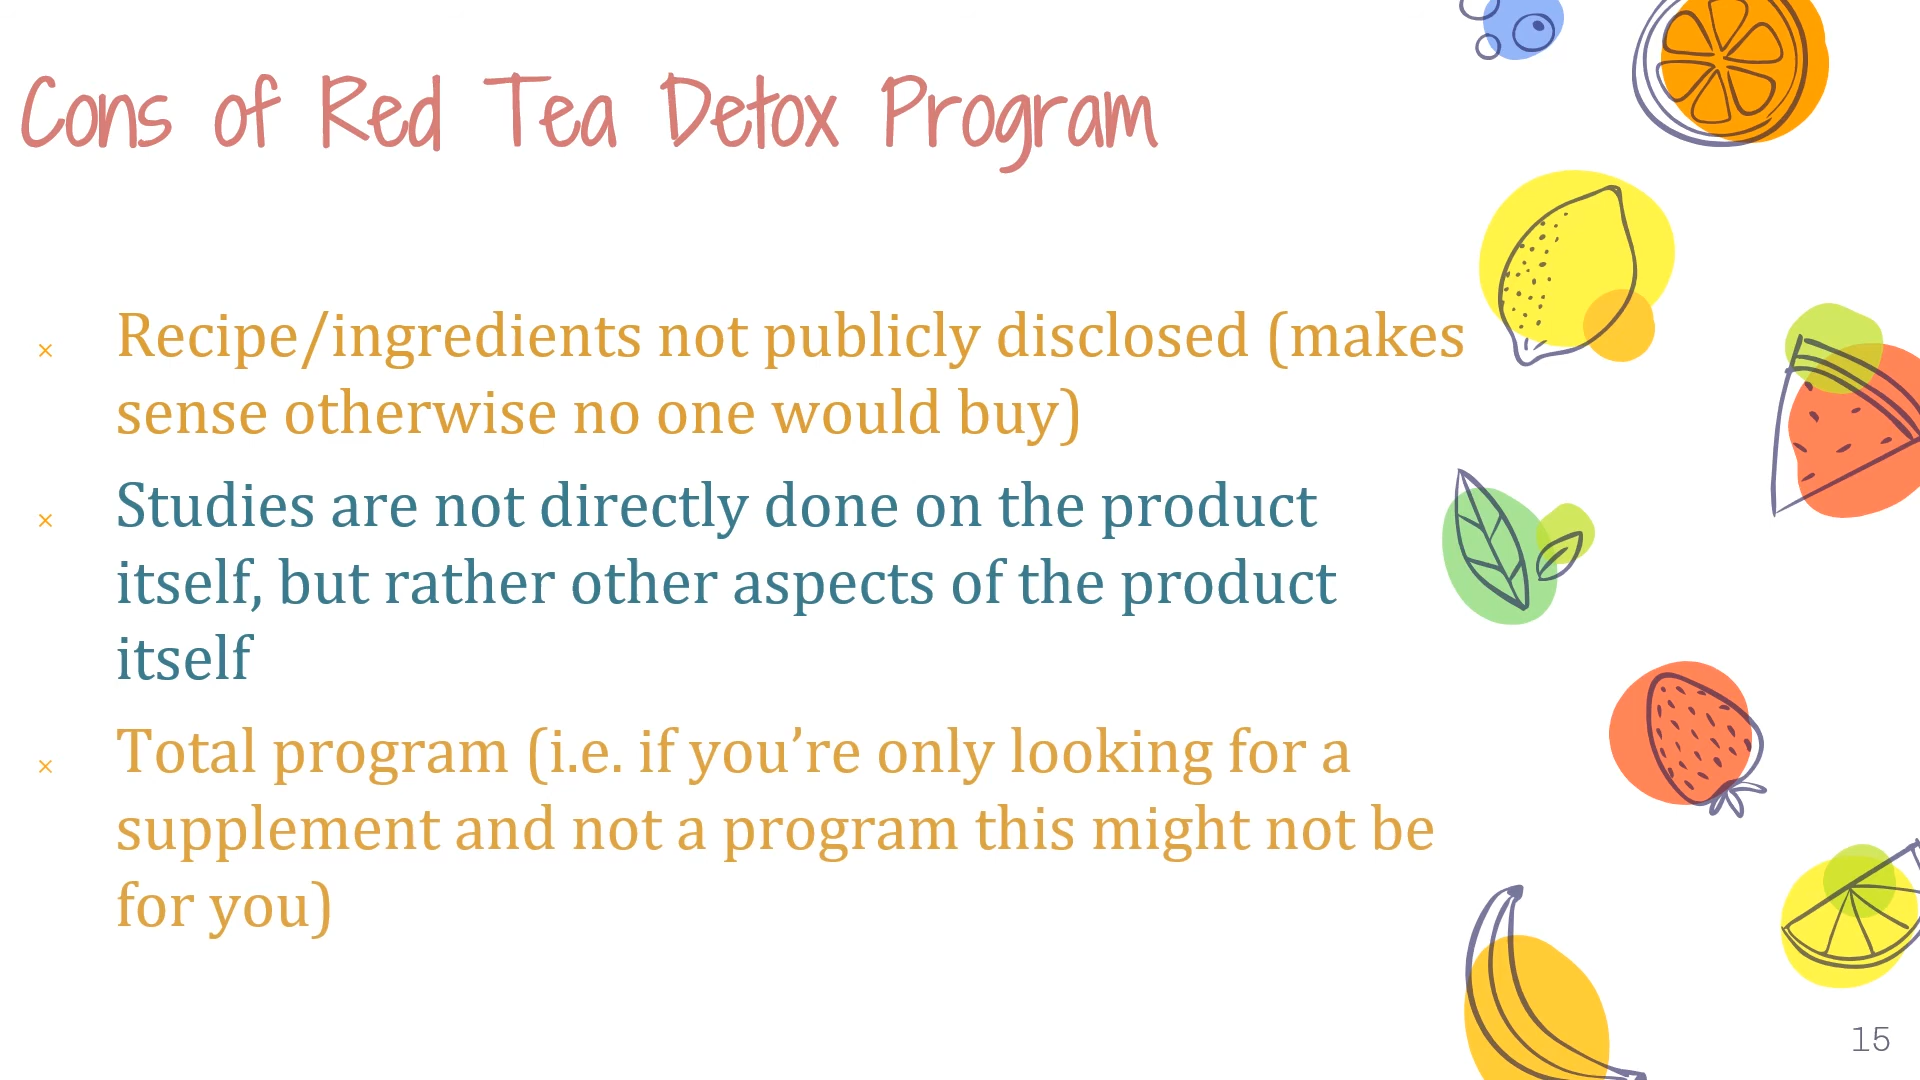 Cons of Red Tea Detox Program
× Recipe/ingredients not publicly disclosed (makes
sense otherwise no one would buy)
× Studies are not directly done on the product
itself, but rather other aspects of the product
itself
× Total program (i.e. if you’re only looking for a
supplement and not a program this might not be
for you)
15